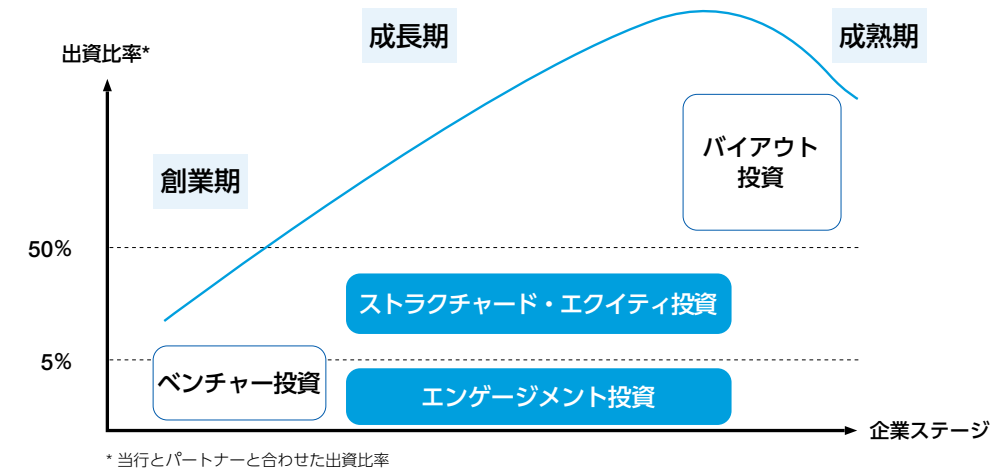 成長期
成熟期
出資比率*
創業期
バイアウト
投資
50%
ストラクチャード・エクイティ投資
5%
ベンチャー投資
エンゲージメント投資
企業ステージ
* 当行とパートナーと合わせた出資比率